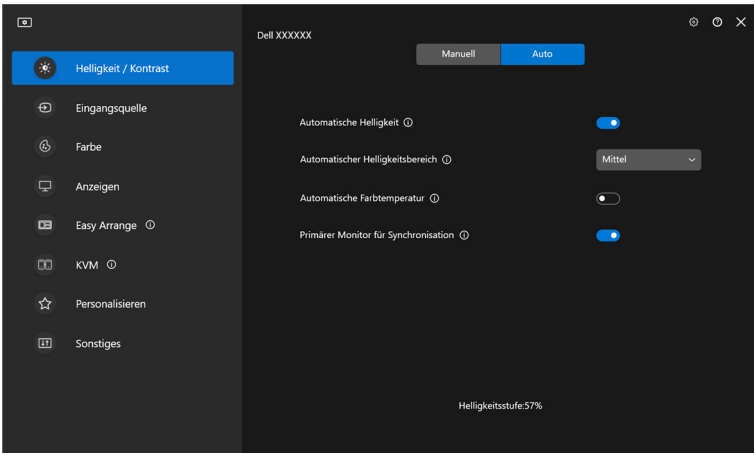 Dell XXXXXX
Manuell
Auto
Helligkeit / Kontrast
Eingangsquelle
Farbe
Anzeigen
Easy Arrange
KVM
Personalisieren
Sonstiges
Automatische Helligkeit
Automatischer Helligkeitsbereich
Mittel
Automatische Farbtemperatur
Primärer Monitor für Synchronisation
Helligkeitsstufe:57%